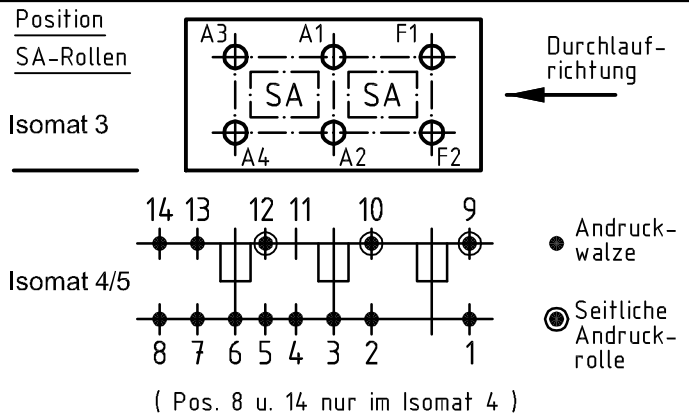 Position
SA-Rollen
Isomat 3
A3 A1 F1
SA SA
A4 A2 F2
Durchlauf-
richtung
Isomat 4/5
14 13 12 11 10 9
8 7 6 5 4 3 2 1
Andruck-
walze
Seitliche
Andruck-
rolle
( Pos. 8 u. 14 nur im Isomat 4 )